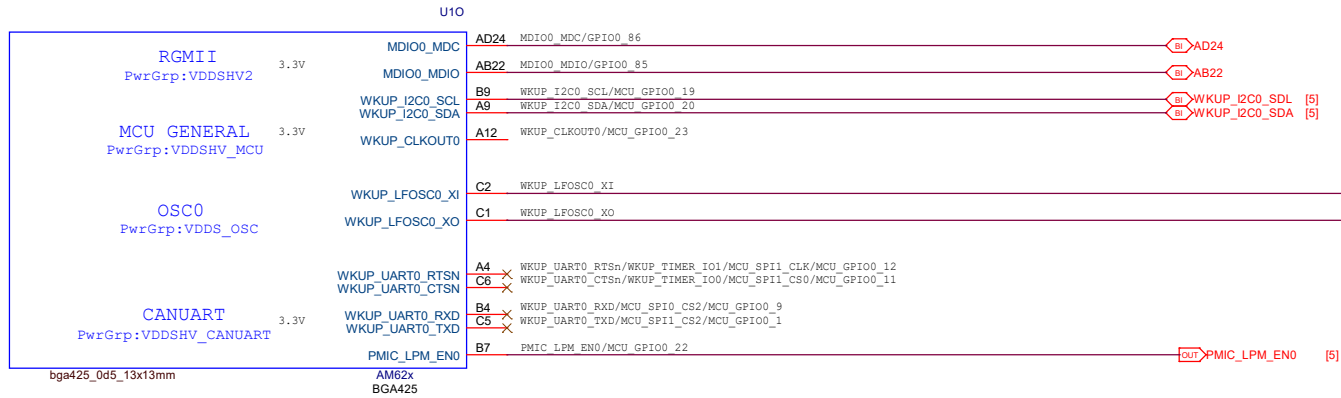 U1O
RGMII
PwrGrp:VDDSHV2
3.3V
MDIO0_MDC AD24 MDIO0_MDC/GPIO0_86 BI AD24
MDIO0_MDIO AB22 MDIO0_MDIO/GPIO0_85 BI AB22
WKUP_I2C0_SCL B9 WKUP_I2C0_SCL/MCU_GPIO0_19 BI WKUP_I2C0_SDL [5]
WKUP_I2C0_SDA A9 WKUP_I2C0_SDA/MCU_GPIO0_20 BI WKUP_I2C0_SDA [5]
MCU GENERAL
PwrGrp:VDDSHV_MCU
3.3V
WKUP_CLKOUT0 A12 WKUP_CLKOUT0/MCU_GPIO0_23
WKUP_LFOSC0_XI C2 WKUP_LFOSC0_XI
OSC0
PwrGrp:VDDS_OSC
WKUP_LFOSC0_XO C1 WKUP_LFOSC0_XO
WKUP_UART0_RTSN A4 WKUP_UART0_RTSn/WKUP_TIMER_IO1/MCU_SPI1_CLK/MCU_GPIO0_12
WKUP_UART0_CTSN C6 WKUP_UART0_CTSn/WKUP_TIMER_IO0/MCU_SPI1_CS0/MCU_GPIO0_11
CANUART
PwrGrp:VDDSHV_CANUART
3.3V
WKUP_UART0_RXD B4 WKUP_UART0_RXD/MCU_SPI0_CS2/MCU_GPIO0_9
WKUP_UART0_TXD C5 WKUP_UART0_TXD/MCU_SPI1_CS2/MCU_GPIO0_1
PMIC_LPM_EN0 B7 PMIC_LPM_EN0/MCU_GPIO0_22 OUT PMIC_LPM_EN0 [5]
bga425_0d5_13x13mm
AM62x
BGA425